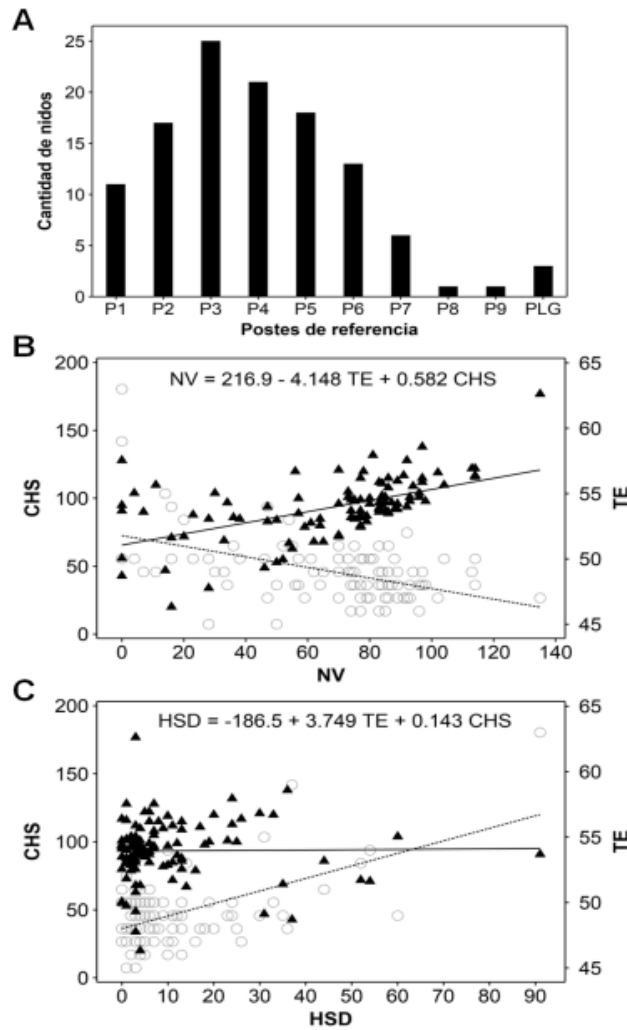 A
25
20
15
10
5
0
Cantidad de nidos
P1 P2 P3 P4 P5 P6 P7 P8 P9 PLG
Postes de referencia
B
NV = 216.9 - 4.148 TE + 0.582 CHS
200
150
100
50
0
CHS
65
60
55
50
45
TE
0 20 40 60 80 100 120 140
NV
C
HSD = -186.5 + 3.749 TE + 0.143 CHS
200
150
100
50
0
CHS
65
60
55
50
45
TE
0 10 20 30 40 50 60 70 80 90
HSD